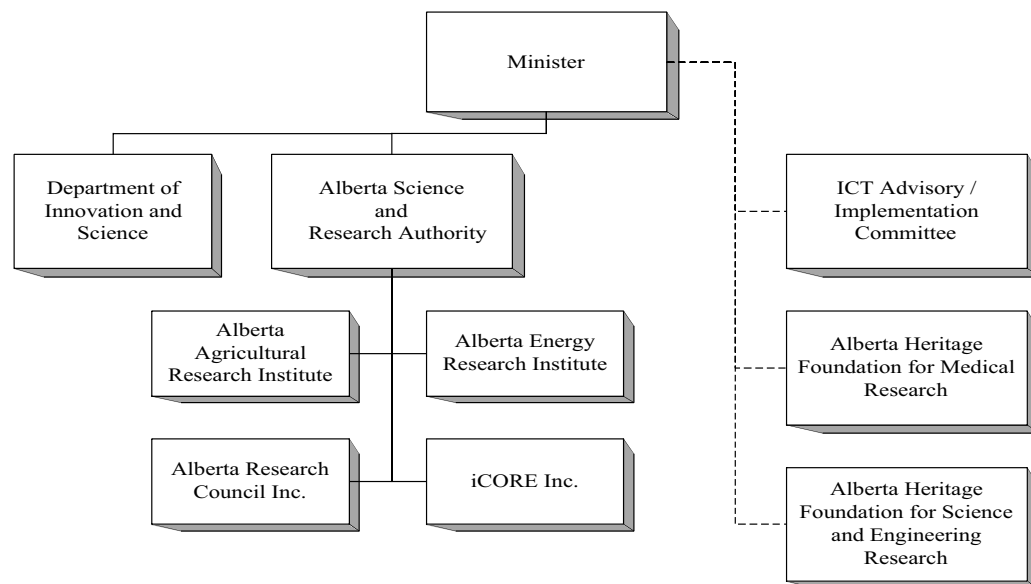 Minister
Department of
Innovation and
Science
Alberta Science
and
Research Authority
ICT Advisory /
Implementation
Committee
Alberta
Agricultural
Research Institute
Alberta Energy
Research Institute
Alberta Heritage
Foundation for Medical
Research
Alberta Research
Council Inc.
iCORE Inc.
Alberta Heritage
Foundation for Science
and Engineering
Research